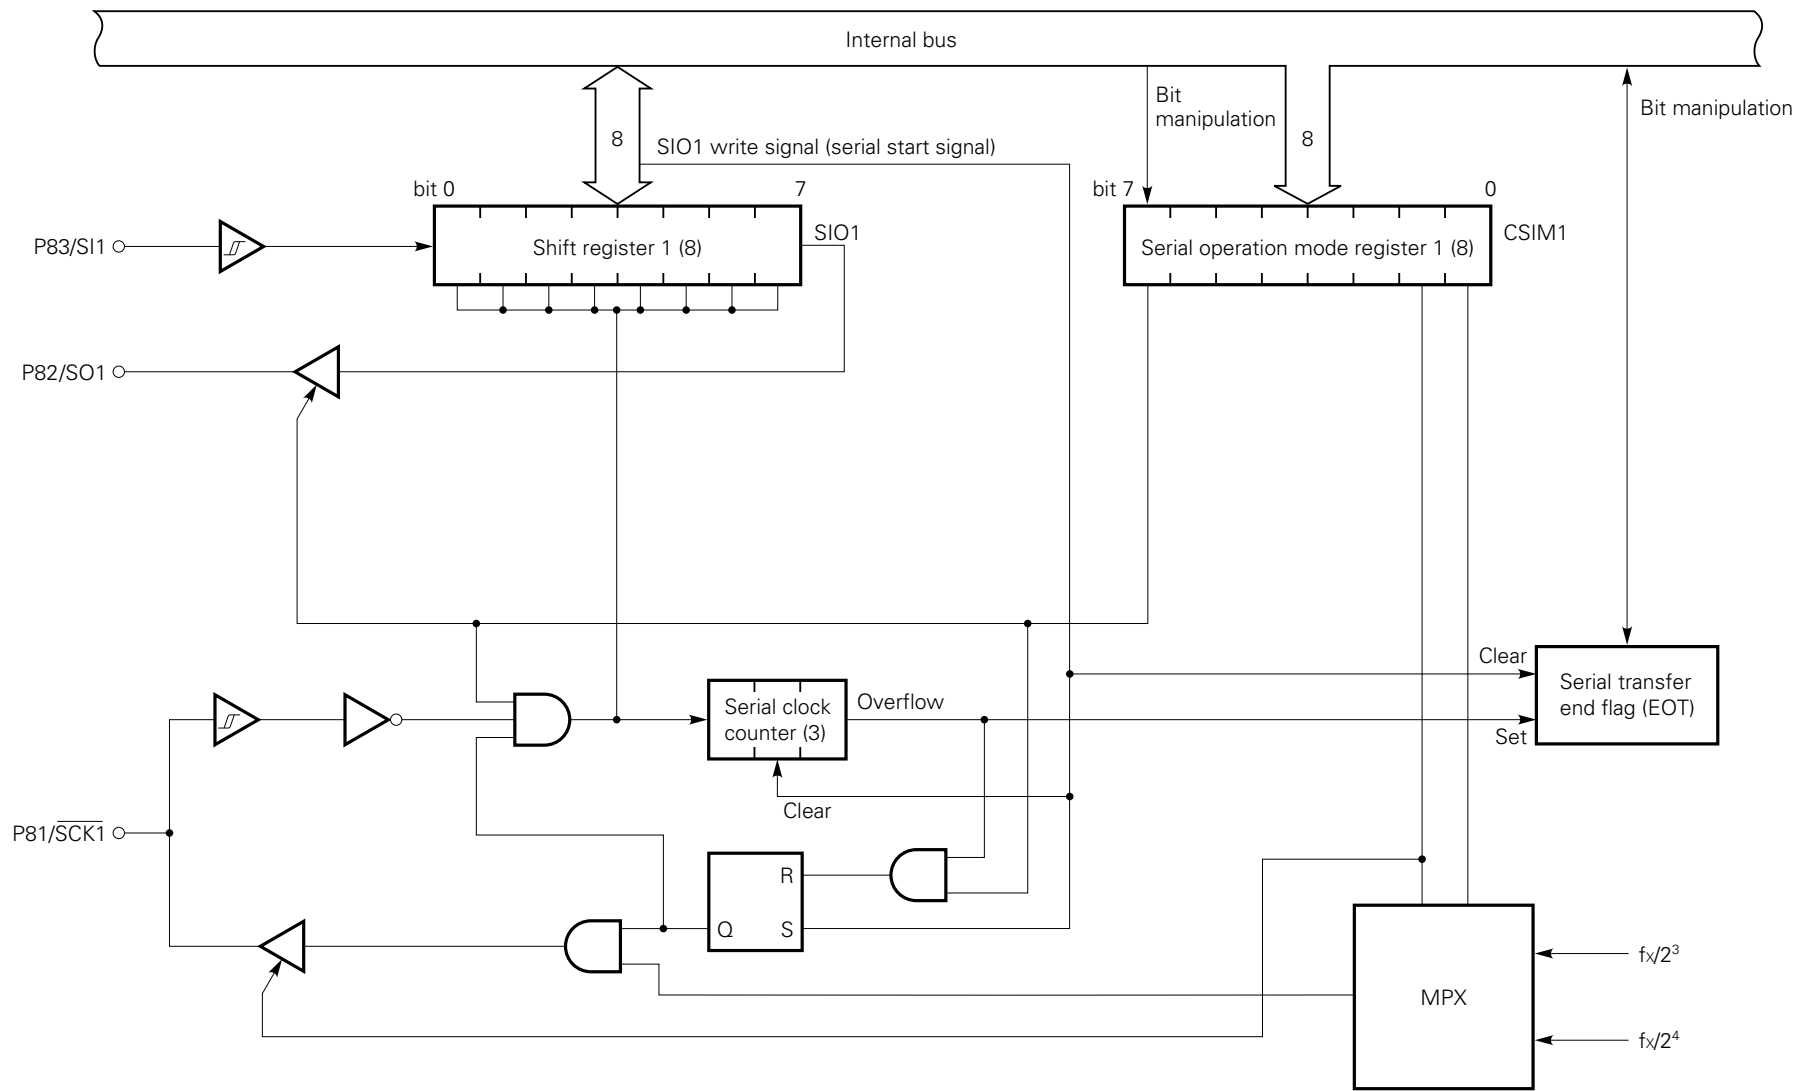 Internal bus
Bit
manipulation
Bit manipulation
8
8
SIO1 write signal (serial start signal)
bit 0
7
bit 7
0
P83/SI1
Shift register 1 (8)
SIO1
Serial operation mode register 1 (8)
CSIM1
P82/SO1
Clear
Serial transfer
end flag (EOT)
Set
Serial clock
counter (3)
Overflow
Clear
P81/SCK1
R
Q
S
MPX
fx/2³
fx/2⁴